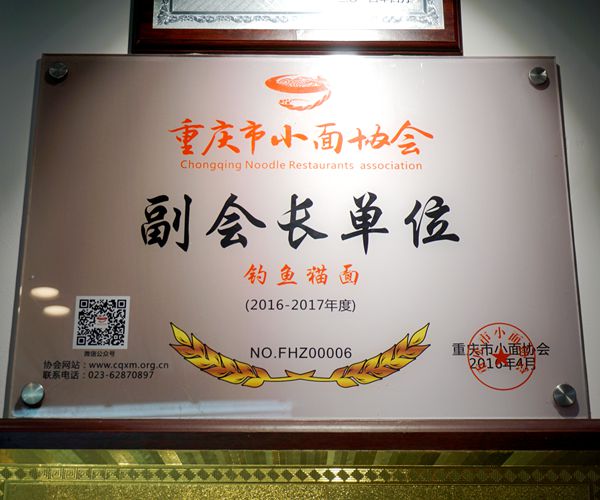 重庆市小面协会
Chongqing Noodle Restaurants association
副会长单位
钓鱼猫面
(2016-2017年度)
NO.FHZ00006
微信公众号
协会网站：www.cqxm.org.cn
联系电话：023-62870897
重庆市小面协会
2016年4月